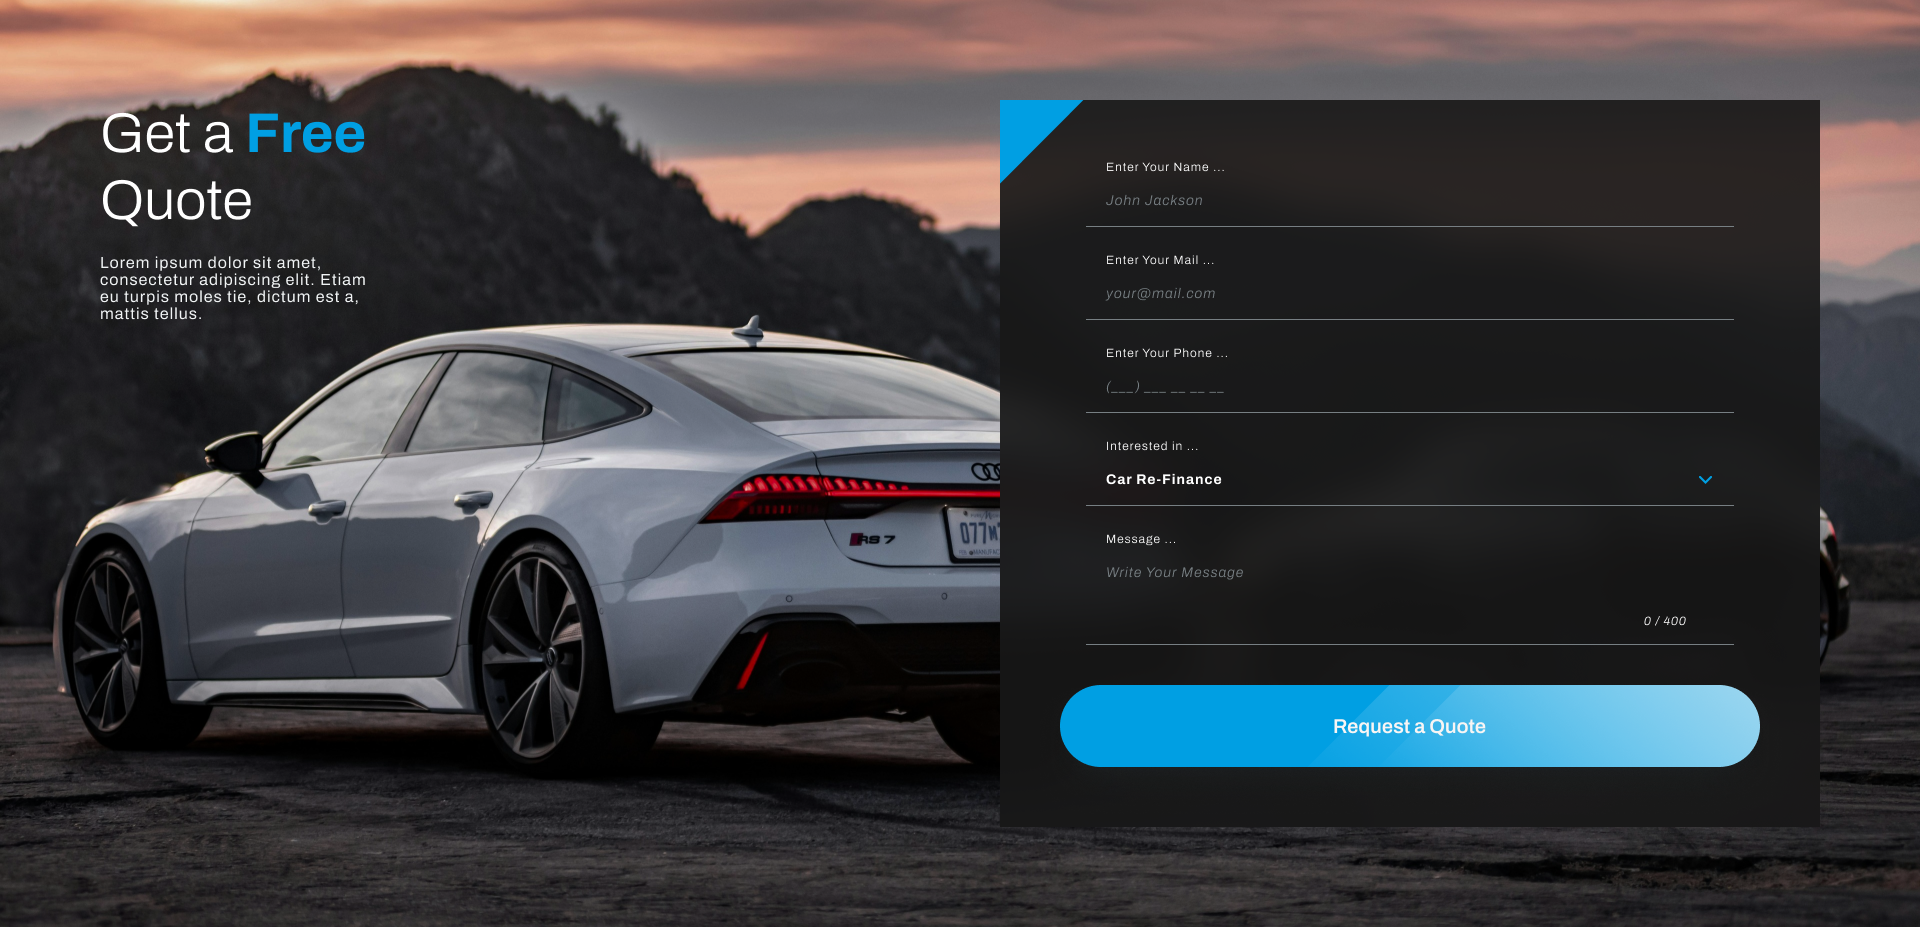 Get a Free
Quote
Lorem ipsum dolor sit amet,
consectetur adipiscing elit. Etiam
eu turpis moles tie, dictum est a,
mattis tellus.
Enter Your Name ...
John Jackson
Enter Your Mail ...
your@mail.com
Enter Your Phone ...
(___) ___ __ __ __
Interested in ...
Car Re-Finance
Message ...
Write Your Message
0 / 400
Request a Quote
RS 7
077